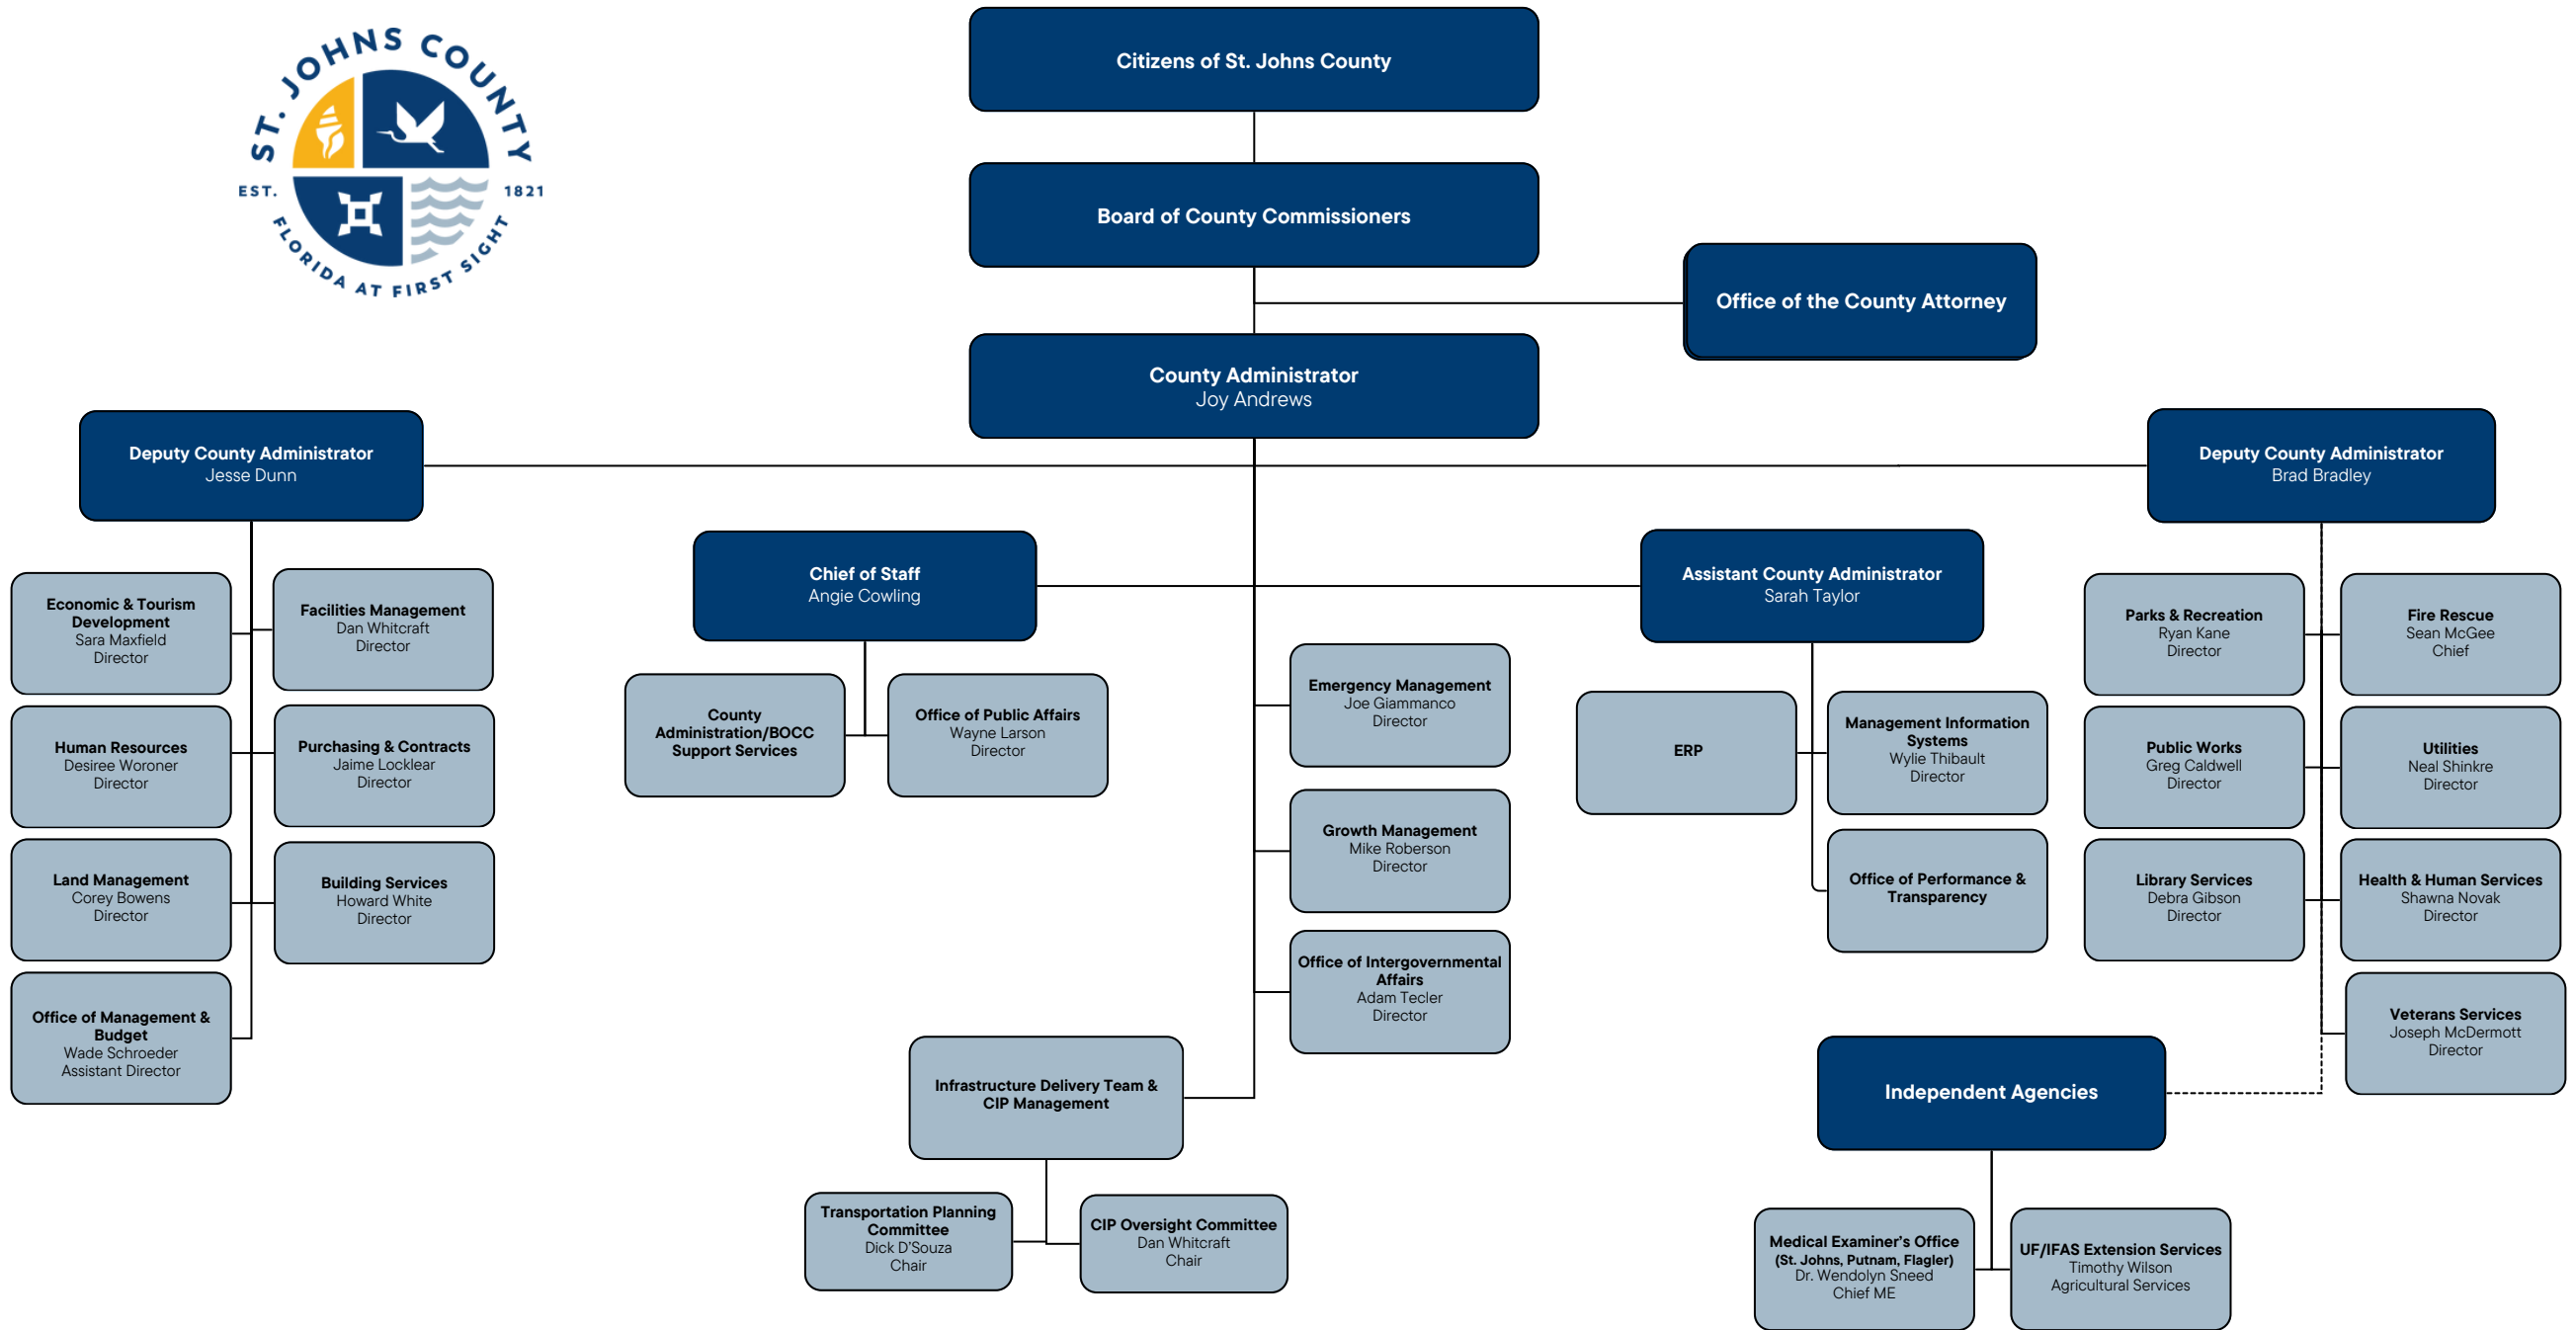 ST. JOHNS COUNTY
EST. 1821
FLORIDA AT FIRST SIGHT
Citizens of St. Johns County
Board of County Commissioners
Office of the County Attorney
County Administrator
Joy Andrews
Deputy County Administrator
Jesse Dunn
Deputy County Administrator
Brad Bradley
Chief of Staff
Angie Cowling
Assistant County Administrator
Sarah Taylor
Economic & Tourism
Development
Sara Maxfield
Director
Facilities Management
Dan Whitcraft
Director
Human Resources
Desiree Woroner
Director
Purchasing & Contracts
Jaime Locklear
Director
Land Management
Corey Bowens
Director
Building Services
Howard White
Director
Office of Management &
Budget
Wade Schroeder
Assistant Director
County
Administration/BOCC
Support Services
Office of Public Affairs
Wayne Larson
Director
Emergency Management
Joe Giammanco
Director
Growth Management
Mike Roberson
Director
Office of Intergovernmental
Affairs
Adam Tecler
Director
Infrastructure Delivery Team &
CIP Management
Transportation Planning
Committee
Dick D'Souza
Chair
CIP Oversight Committee
Dan Whitcraft
Chair
ERP
Management Information
Systems
Wylie Thibault
Director
Office of Performance &
Transparency
Parks & Recreation
Ryan Kane
Director
Fire Rescue
Sean McGee
Chief
Public Works
Greg Caldwell
Director
Utilities
Neal Shinkre
Director
Library Services
Debra Gibson
Director
Health & Human Services
Shawna Novak
Director
Veterans Services
Joseph McDermott
Director
Independent Agencies
Medical Examiner's Office
(St. Johns, Putnam, Flagler)
Dr. Wendolyn Sneed
Chief ME
UF/IFAS Extension Services
Timothy Wilson
Agricultural Services